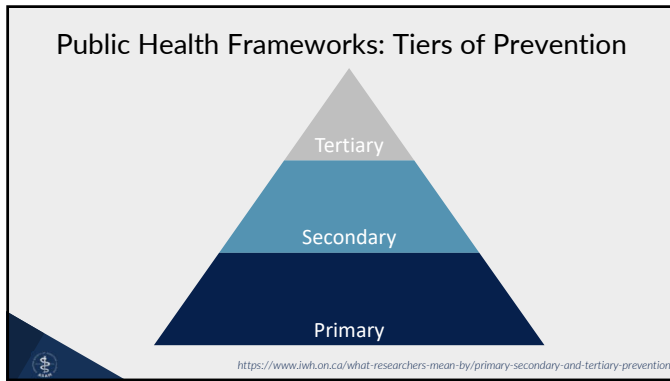 Public Health Frameworks: Tiers of Prevention
Tertiary
Secondary
Primary
https://www.iwh.on.ca/what-researchers-mean-by/primary-secondary-and-tertiary-prevention